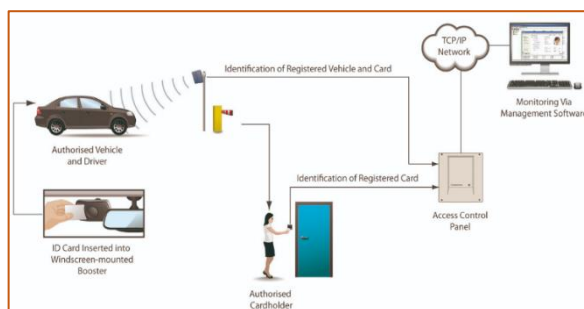 TCP/IP
Network
Identification of Registered Vehicle and Card
Monitoring Via
Management Software
Authorised Vehicle
and Driver
Identification of Registered Card
Access Control
Panel
ID Card Inserted into
Windscreen-mounted
Booster
Authorised
Cardholder